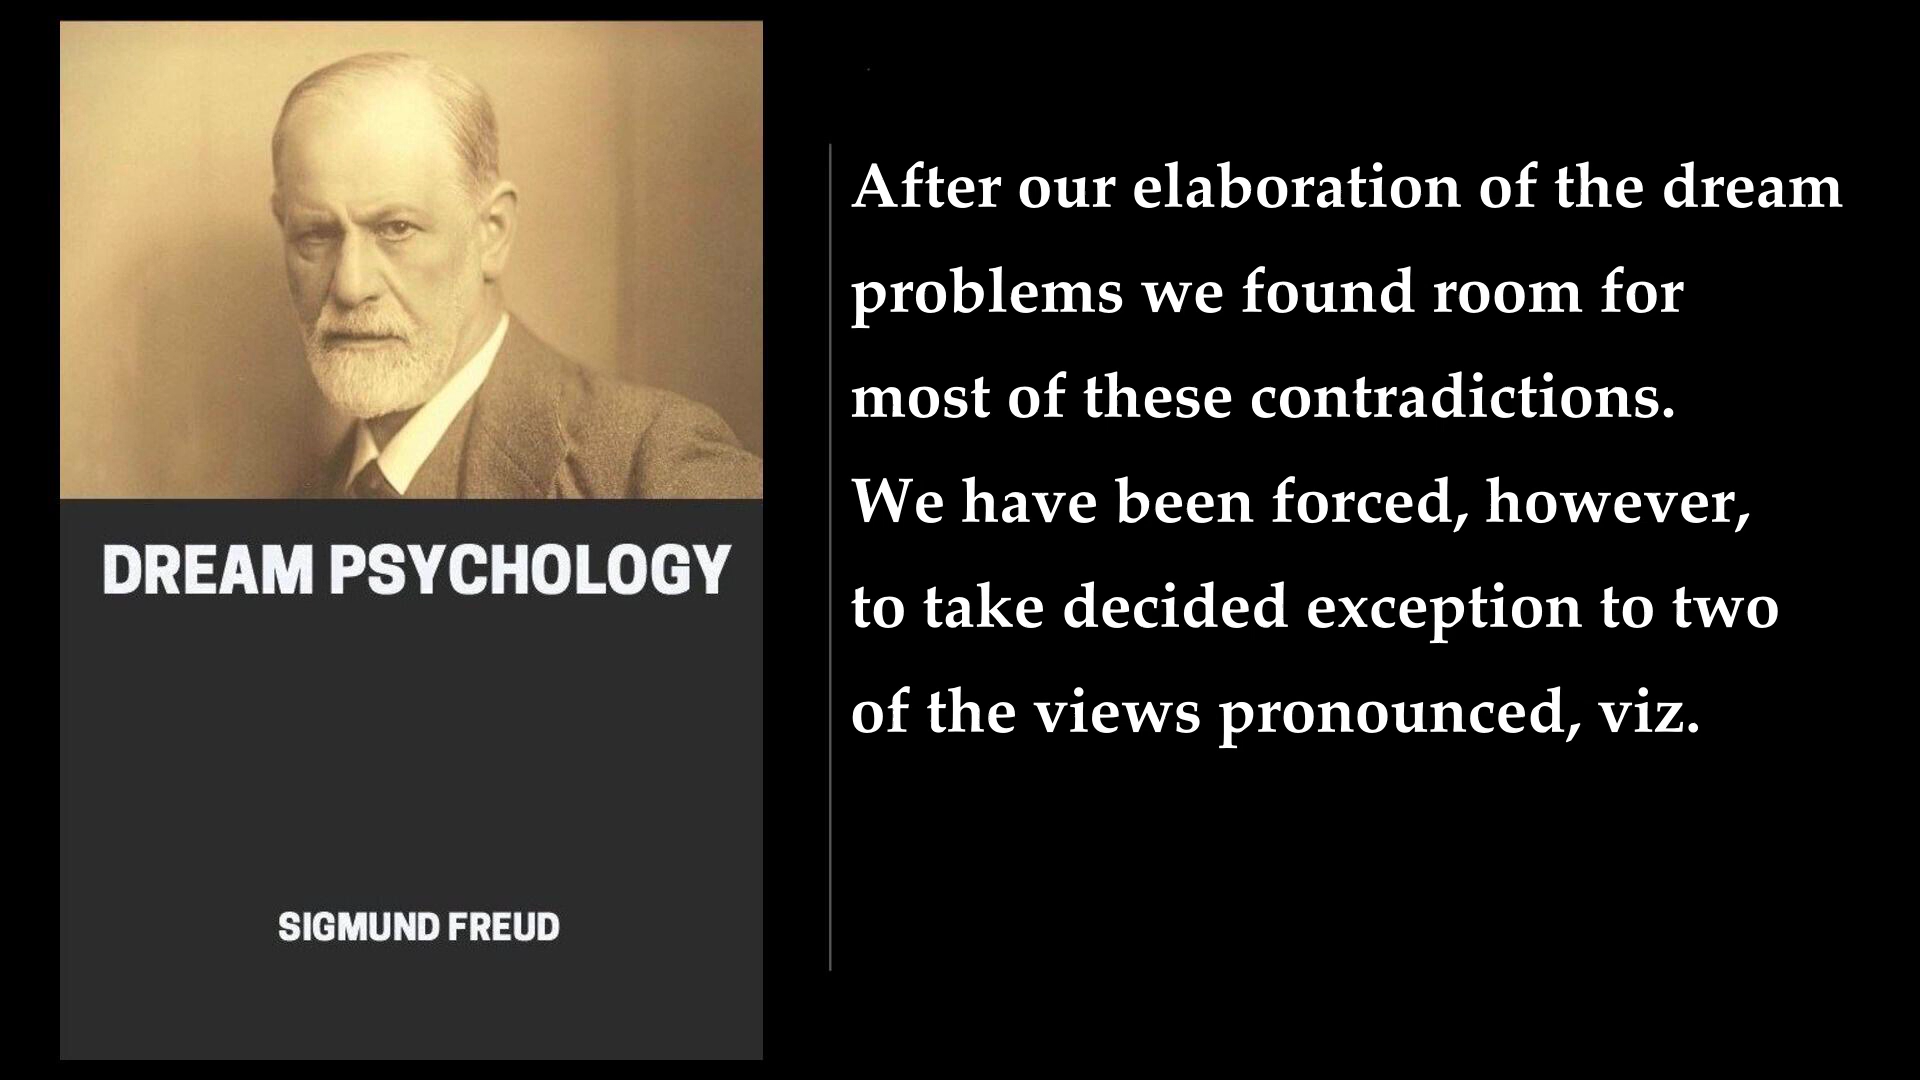 DREAM PSYCHOLOGY
SIGMUND FREUD
After our elaboration of the dream
problems we found room for
most of these contradictions.
We have been forced, however,
to take decided exception to two
of the views pronounced, viz.